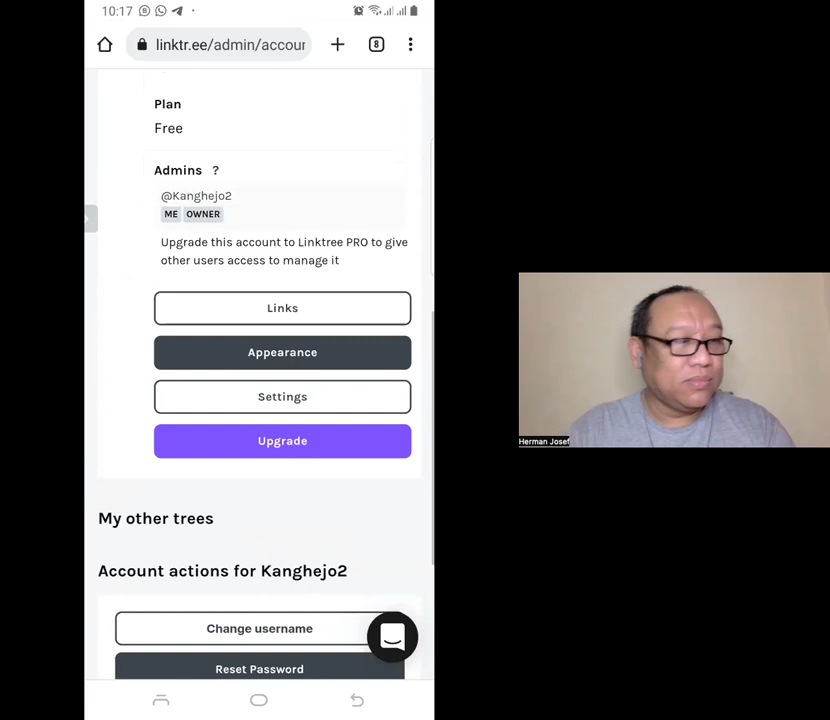 10:17
8
linktr.ee/admin/accour
Plan
Free
Admins ?
@Kanghejo2
ME OWNER
Upgrade this account to Linktree PRO to give
other users access to manage it
Links
Appearance
Settings
Upgrade
My other trees
Account actions for Kanghejo2
Change username
Reset Password
Herman Josef